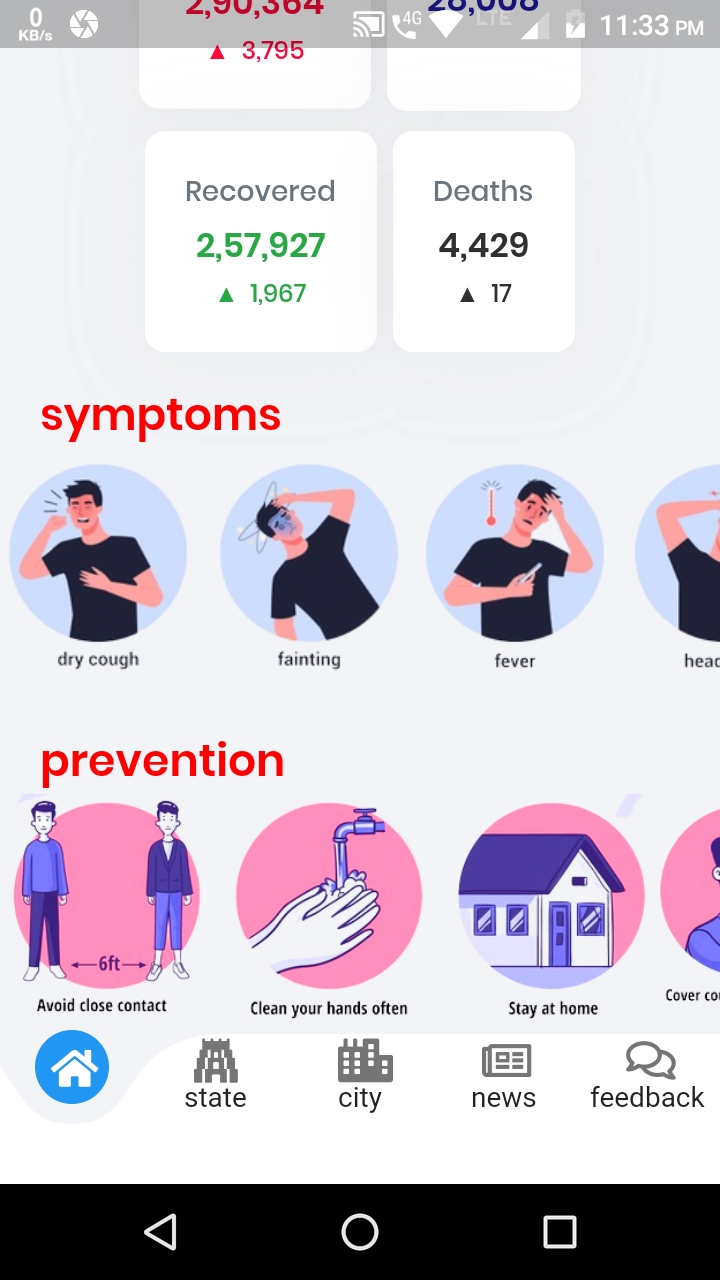 0
KB/s
4G
LTE
11:33 PM
2,90,364
28,008
▲ 3,795
Recovered
2,57,927
▲ 1,967
Deaths
4,429
▲ 17
symptoms
dry cough
fainting
fever
head
prevention
6ft
Avoid close contact
Clean your hands often
Stay at home
Cover cou
state
city
news
feedback